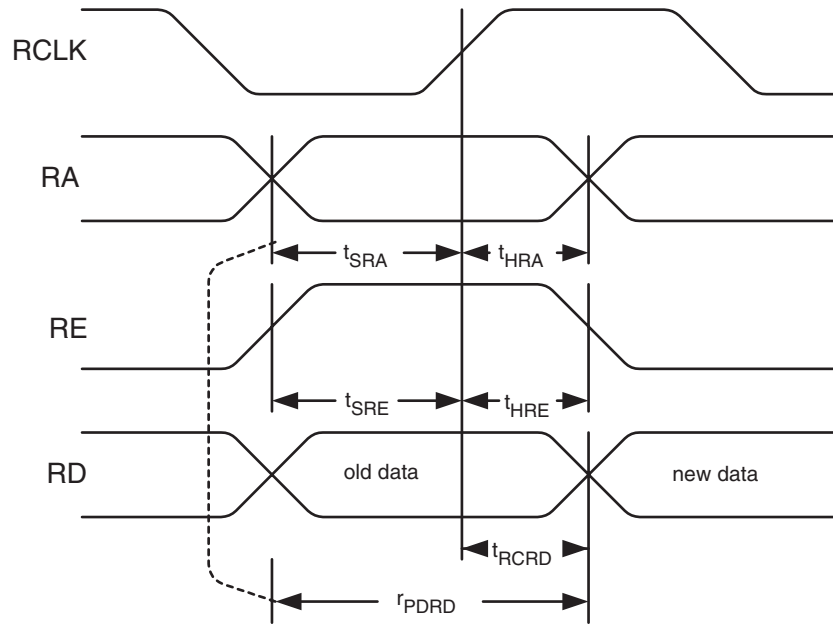 RCLK
RA
tSRA
tHRA
RE
tSRE
tHRE
RD
old data
new data
tRCRD
rPDRD